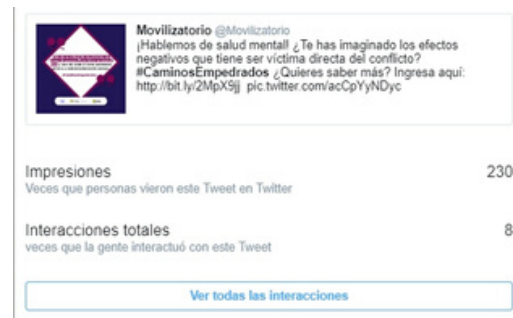 Movilizatorio @Movilizatorio
¡Hablemos de salud mental! ¿Te has imaginado los efectos
negativos que tiene ser víctima directa del conflicto?
#CaminosEmpedrados ¿Quieres saber más? Ingresa aquí:
http://bit.ly/2MpX9jj pic.twitter.com/acCpYyNDyc
Impresiones 230
Veces que personas vieron este Tweet en Twitter
Interacciones totales 8
veces que la gente interactuó con este Tweet
Ver todas las interacciones